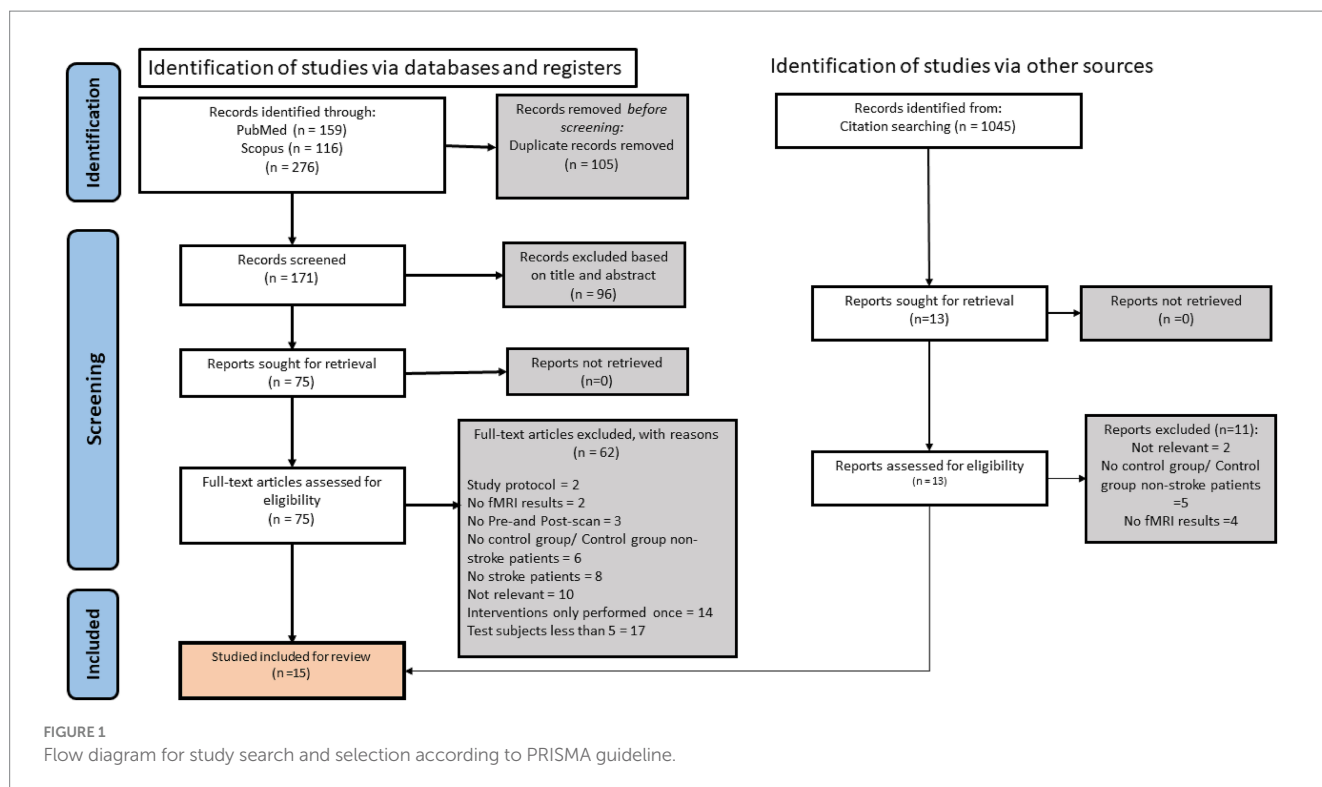 Identification of studies via databases and registers
Identification of studies via other sources
Identification
Records identified through:
PubMed (n = 159)
Scopus (n = 116)
(n = 276)
Records removed before
screening:
Duplicate records removed
(n = 105)
Records identified from:
Citation searching (n = 1045)
Screening
Records screened
(n = 171)
Records excluded based
on title and abstract
(n = 96)
Reports sought for retrieval
(n=13)
Reports not retrieved
(n =0)
Reports sought for retrieval
(n = 75)
Reports not retrieved
(n=0)
Full-text articles assessed for
eligibility
(n = 75)
Full-text articles excluded, with reasons
(n = 62)
Study protocol = 2
No fMRI results = 2
No Pre-and Post-scan = 3
No control group/ Control group non-
stroke patients = 6
No stroke patients = 8
Not relevant = 10
Interventions only performed once = 14
Test subjects less than 5 = 17
Reports assessed for eligibility
(n = 13)
Reports excluded (n=11):
Not relevant = 2
No control group/ Control
group non-stroke patients
=5
No fMRI results =4
Included
Studied included for review
(n =15)
FIGURE 1
Flow diagram for study search and selection according to PRISMA guideline.